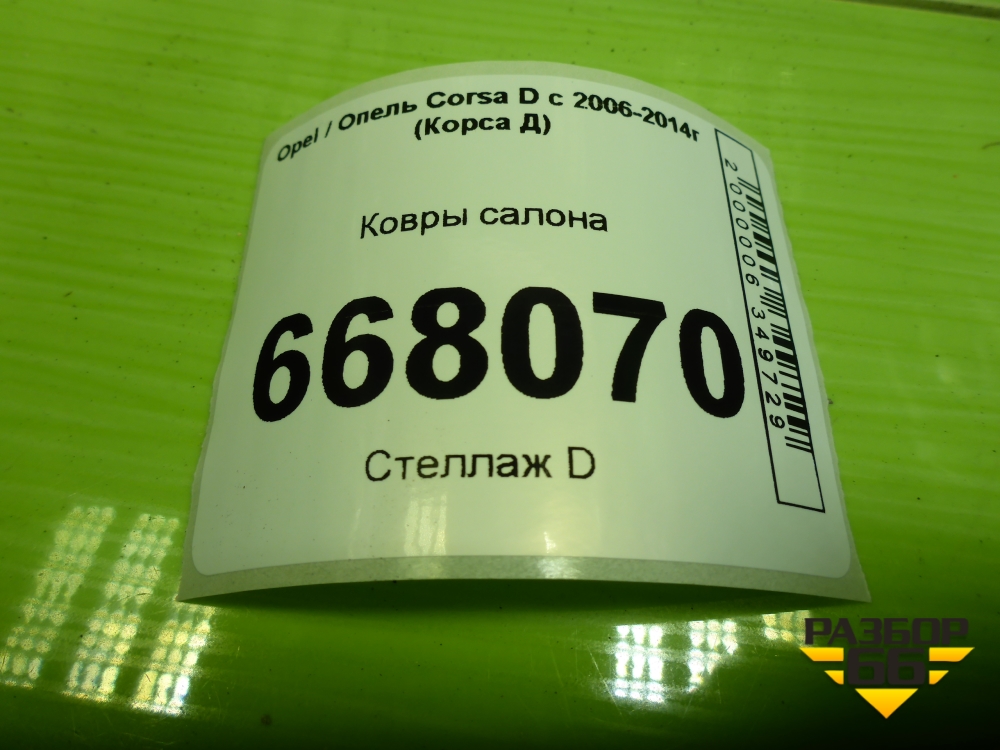 Opel / Опель Corsa D с 2006-2014г
(Корса Д)
Ковры салона
668070
Стеллаж D
2000006349729
РАЗБОР
66